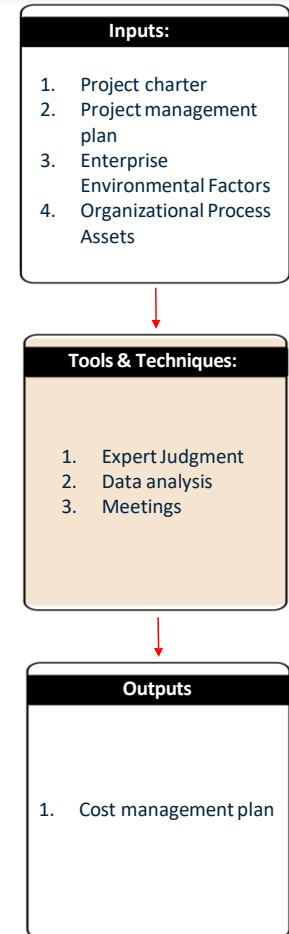 Inputs:
1. Project charter
2. Project management
plan
3. Enterprise
Environmental Factors
4. Organizational Process
Assets
Tools & Techniques:
1. Expert Judgment
2. Data analysis
3. Meetings
Outputs
1. Cost management plan